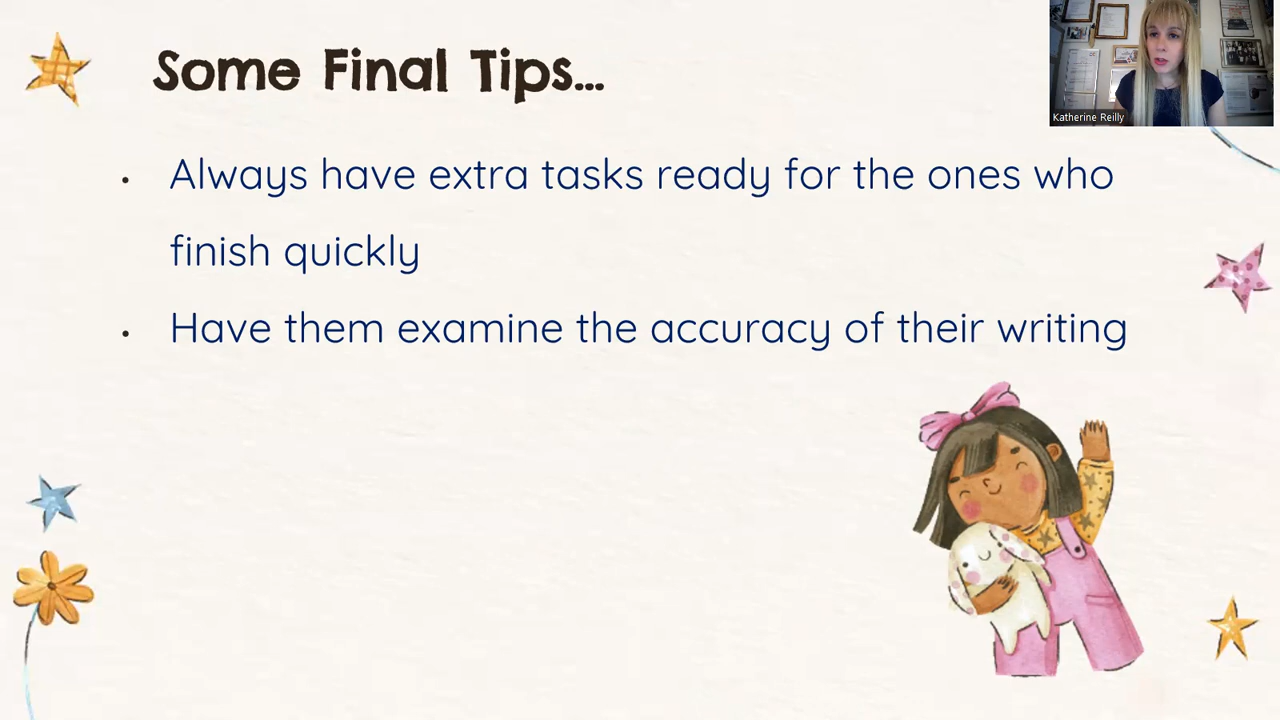 Some Final Tips...
Katherine Reilly
• Always have extra tasks ready for the ones who
finish quickly
• Have them examine the accuracy of their writing